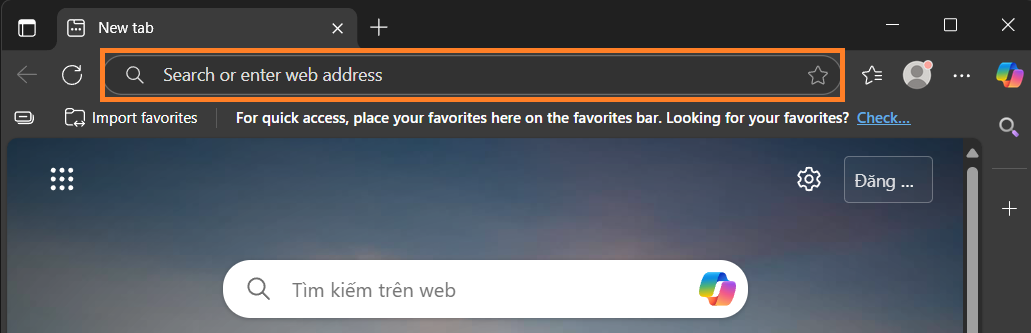 New tab
Search or enter web address
Import favorites
For quick access, place your favorites here on the favorites bar. Looking for your favorites? Check...
Đăng ...
Tìm kiếm trên web